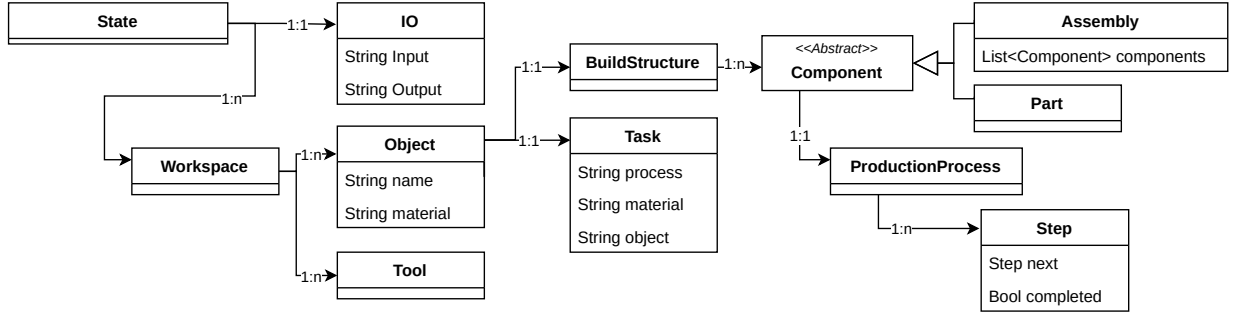 State
1:1
1:n
IO
String Input
String Output
Workspace
1:n
1:n
Object
String name
String material
Tool
1:1
1:1
BuildStructure
Task
String process
String material
String object
1:n
<<Abstract>>
Component
Assembly
List<Component> components
Part
1:1
ProductionProcess
1:n
Step
Step next
Bool completed